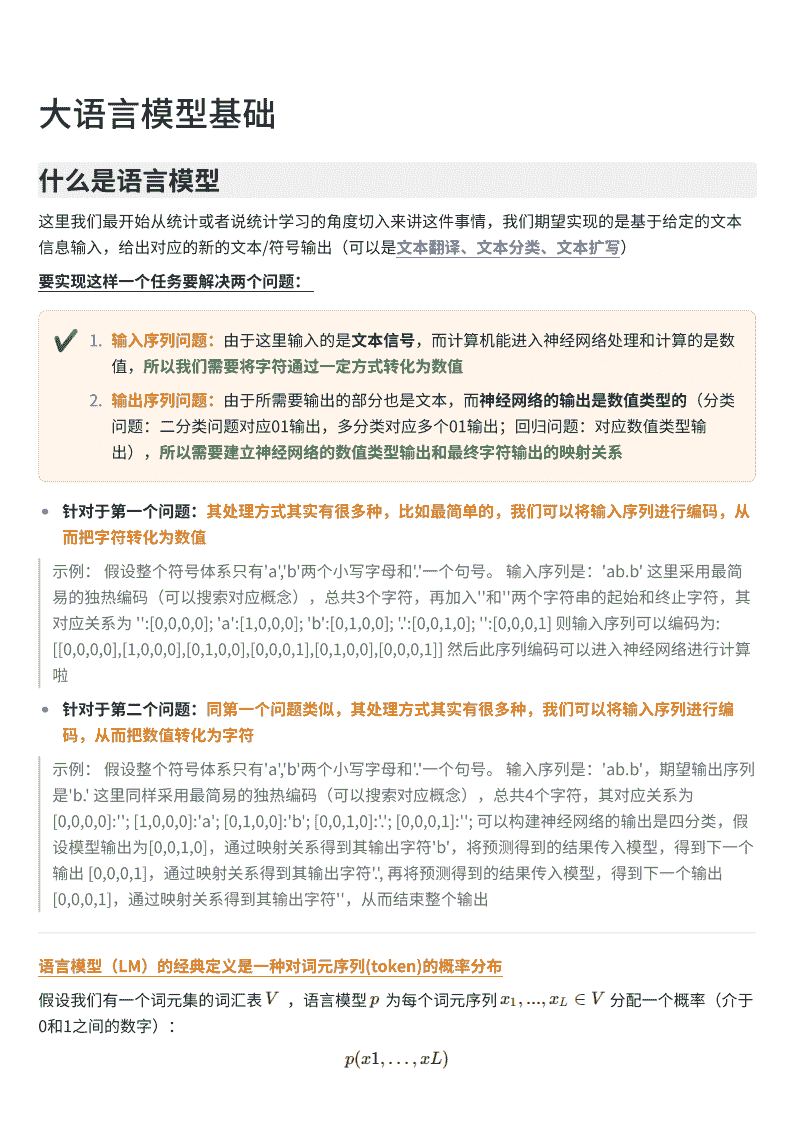 大语言模型基础
什么是语言模型
这里我们最开始从统计或者说统计学习的角度切入来讲这件事情，我们期望实现的是基于给定的文本
信息输入，给出对应的新的文本/符号输出（可以是文本翻译、文本分类、文本扩写）
要实现这样一个任务要解决两个问题：
✔ 1. 输入序列问题：由于这里输入的是文本信号，而计算机能进入神经网络处理和计算的是数
值，所以我们需要将字符通过一定方式转化为数值
2. 输出序列问题：由于所需要输出的部分也是文本，而神经网络的输出是数值类型的（分类
问题：二分类问题对应01输出，多分类对应多个01输出；回归问题：对应数值类型输
出），所以需要建立神经网络的数值类型输出和最终字符输出的映射关系
• 针对于第一个问题：其处理方式其实有很多种，比如最简单的，我们可以将输入序列进行编码，从
而把字符转化为数值
示例： 假设整个符号体系只有'a','b'两个小写字母和'.'一个句号。 输入序列是：'ab.b' 这里采用最简
易的独热编码（可以搜索对应概念），总共3个字符，再加入''和''两个字符串的起始和终止字符，其
对应关系为 '':[0,0,0,0]; 'a':[1,0,0,0]; 'b':[0,1,0,0]; '.':[0,0,1,0]; '':[0,0,0,1] 则输入序列可以编码为:
[[0,0,0,0],[1,0,0,0],[0,1,0,0],[0,0,0,1],[0,1,0,0],[0,0,0,1]] 然后此序列编码可以进入神经网络进行计算
啦
• 针对于第二个问题：同第一个问题类似，其处理方式其实有很多种，我们可以将输入序列进行编
码，从而把数值转化为字符
示例： 假设整个符号体系只有'a','b'两个小写字母和'.'一个句号。 输入序列是：'ab.b'，期望输出序列
是'b.' 这里同样采用最简易的独热编码（可以搜索对应概念），总共4个字符，其对应关系为
[0,0,0,0]:''; [1,0,0,0]:'a'; [0,1,0,0]:'b'; [0,0,1,0]:'.'; [0,0,0,1]:''; 可以构建神经网络的输出是四分类，假
设模型输出为[0,0,1,0]，通过映射关系得到其输出字符'b'，将预测得到的结果传入模型，得到下一个
输出 [0,0,0,1]，通过映射关系得到其输出字符'.', 再将预测得到的结果传入模型，得到下一个输出
[0,0,0,1]，通过映射关系得到其输出字符''，从而结束整个输出
语言模型（LM）的经典定义是一种对词元序列(token)的概率分布
假设我们有一个词元集的词汇表 V ，语言模型 p 为每个词元序列 x₁,...,x_L ∈ V 分配一个概率（介于
0和1之间的数字）：
p(x1,...,xL)